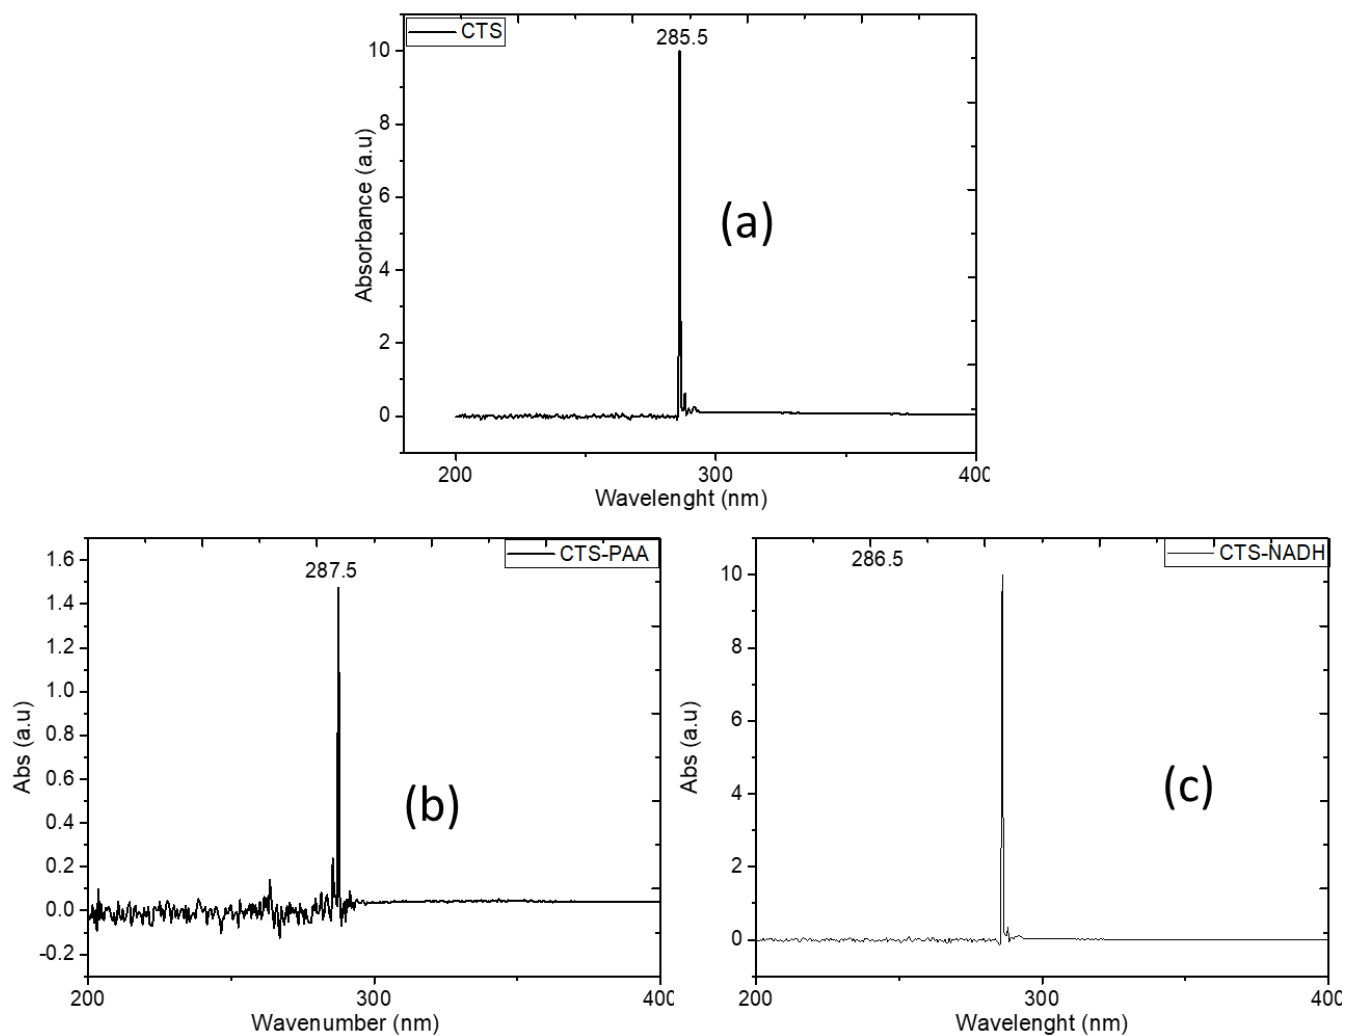 CTS
285.5
10
8
6
4
2
0
Absorbance (a.u)
(a)
200
300
400
Wavelenght (nm)
CTS-PAA
287.5
1.6
1.4
1.2
1.0
0.8
0.6
0.4
0.2
0.0
-0.2
Abs (a.u)
(b)
200
300
400
Wavenumber (nm)
CTS-NADH
286.5
10
8
6
4
2
0
Abs (a.u)
(c)
200
300
400
Wavelenght (nm)